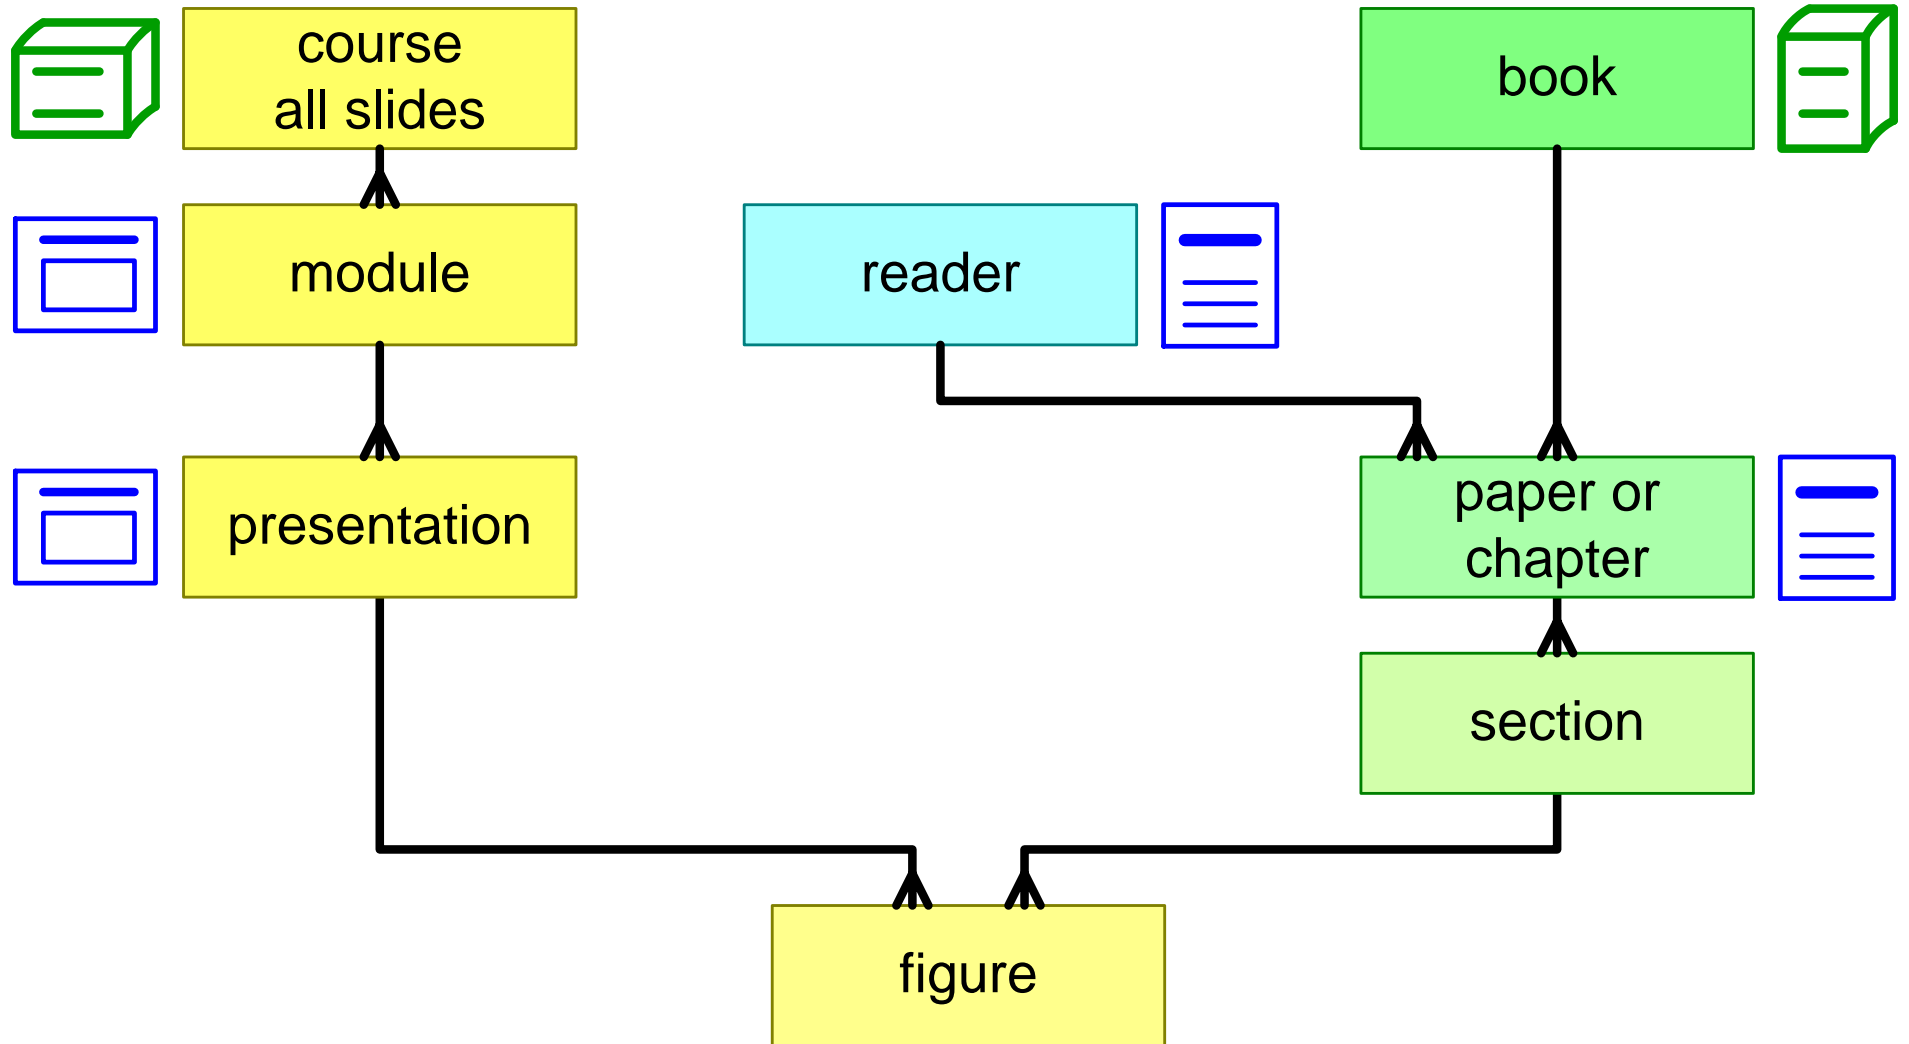 course
all slides
book
module
reader
presentation
paper or
chapter
section
figure